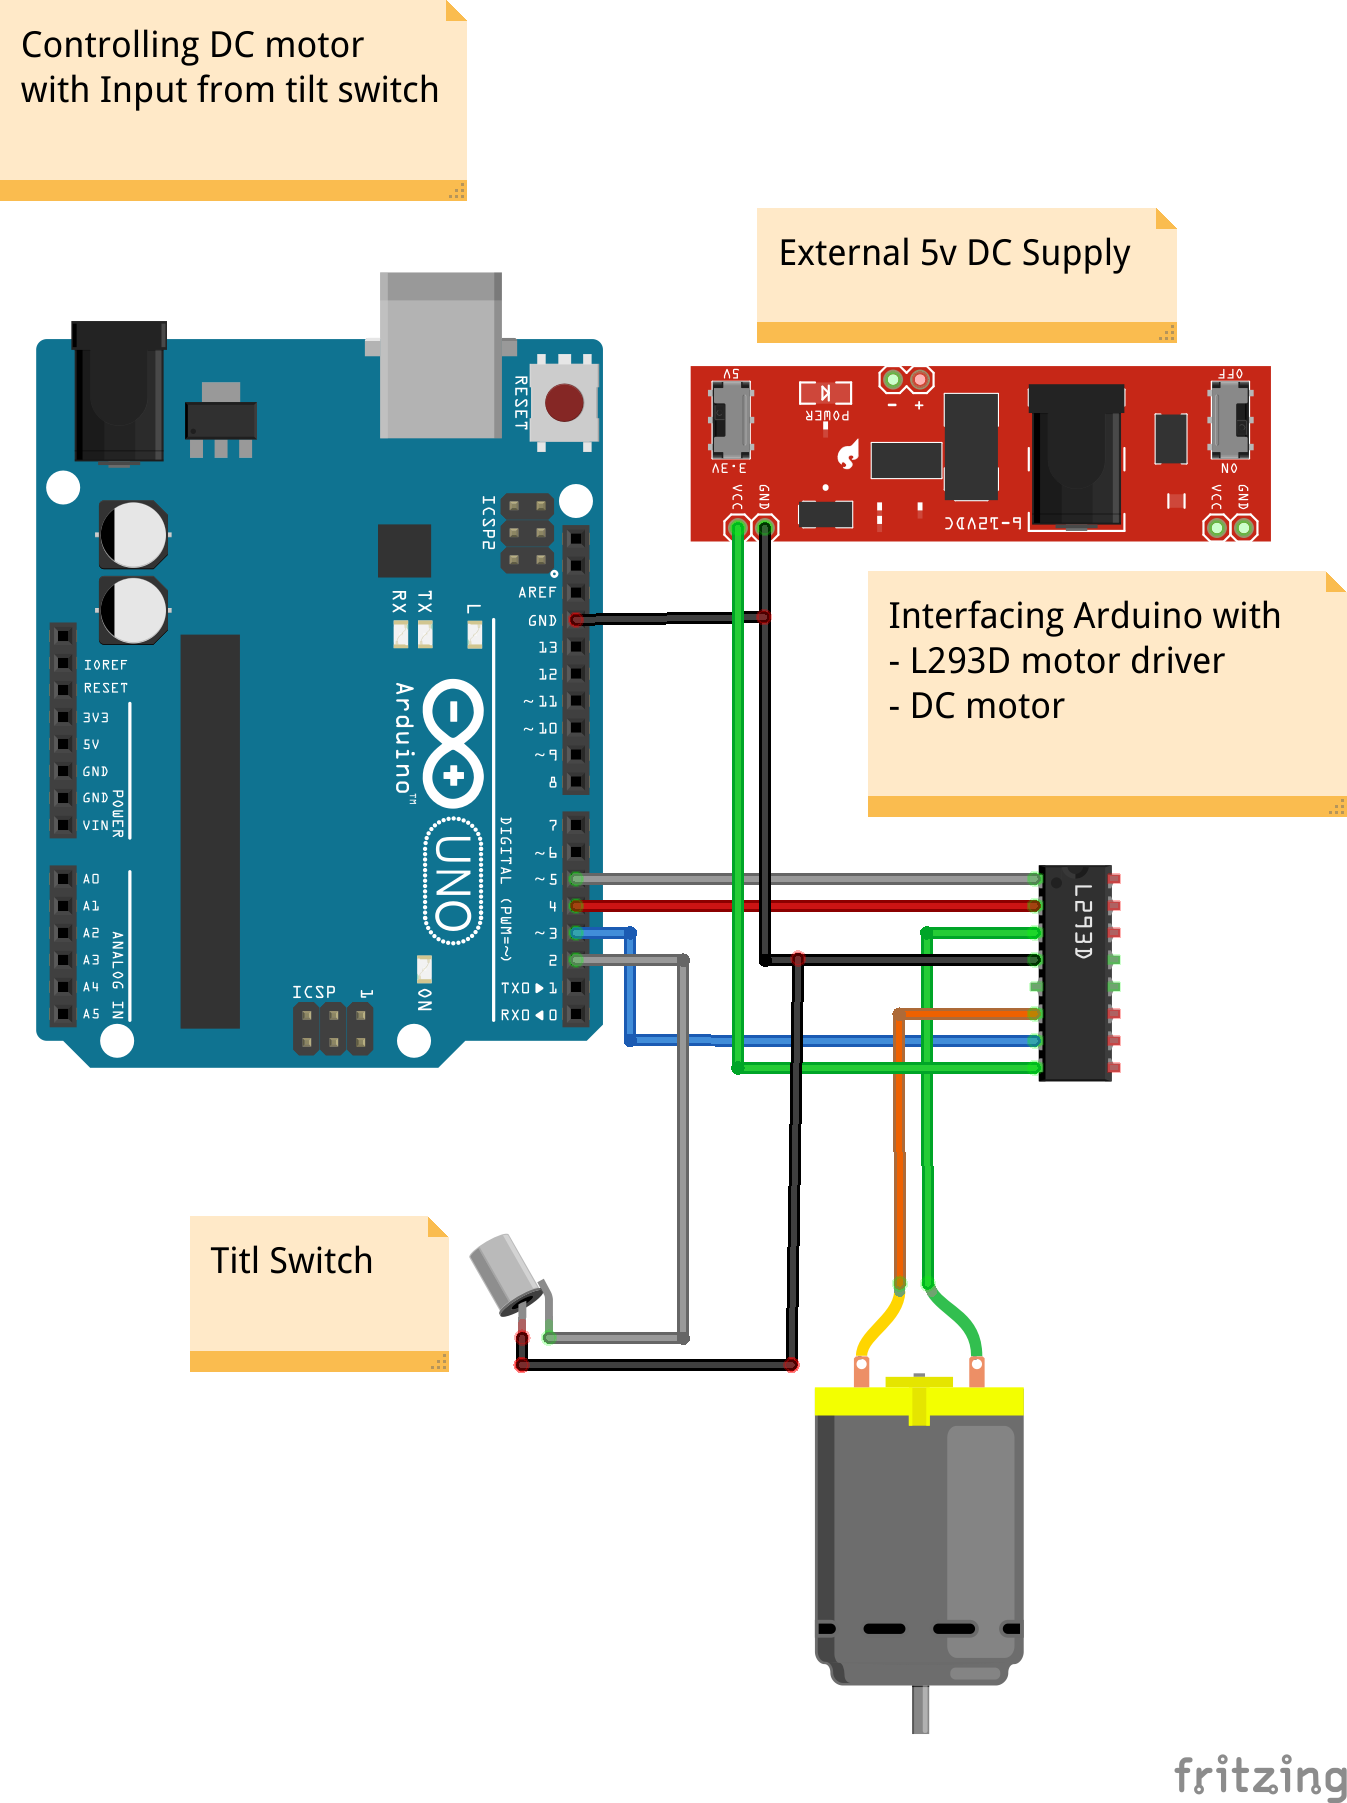 Controlling DC motor
with Input from tilt switch
External 5v DC Supply
5V
3.3V
POWER
- +
OFF
ON
VCC
GND
6-12VDC
VCC
GND
RESET
ICSP2
AREF
GND
13
12
~11
~10
~9
8
7
~6
~5
4
~3
2
TX0▶1
RX0◀0
RX
TX
L
Arduino™
UNO
DIGITAL (PWM=~)
ON
ICSP
1
IOREF
RESET
3V3
5V
GND
GND
VIN
POWER
A0
A1
A2
A3
A4
A5
ANALOG IN
Interfacing Arduino with
- L293D motor driver
- DC motor
L293D
Titl Switch
fritzing